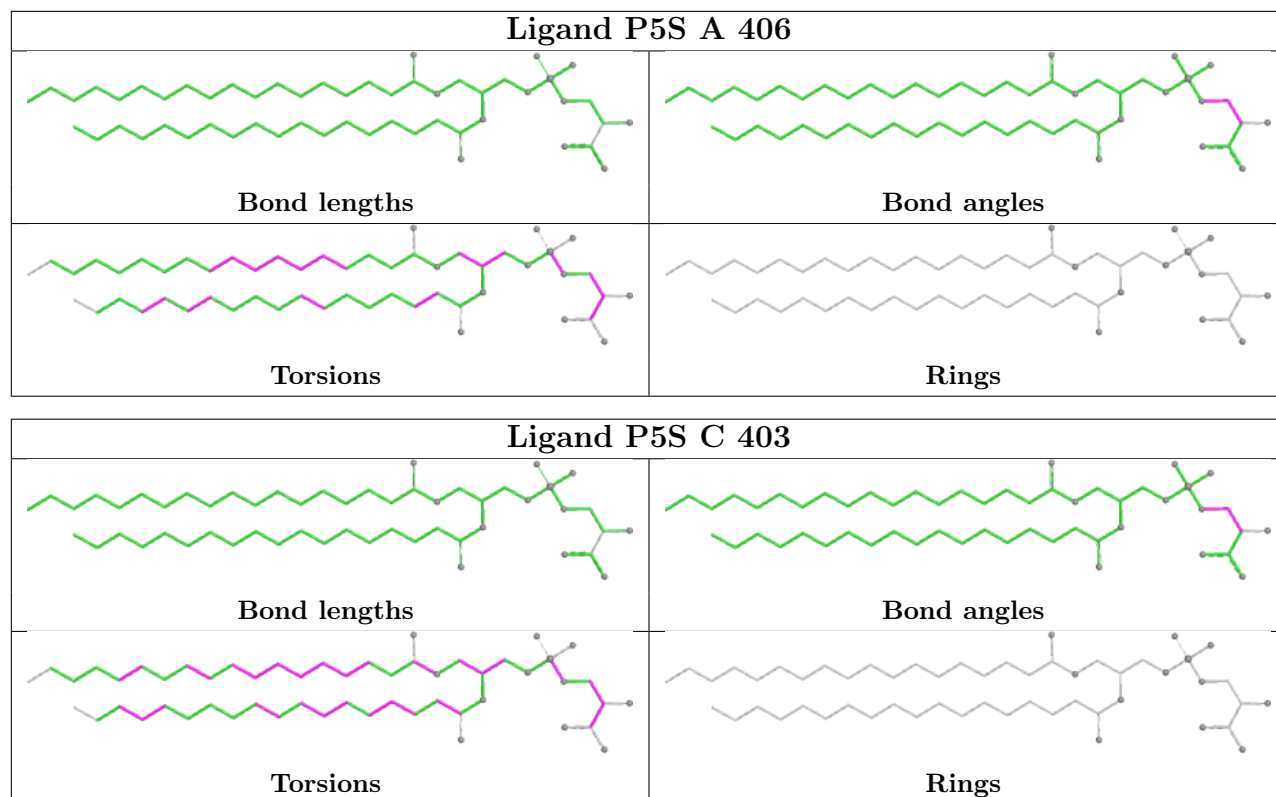 Ligand P5S A 406
Bond lengths
Bond angles
Torsions
Rings
Ligand P5S C 403
Bond lengths
Bond angles
Torsions
Rings